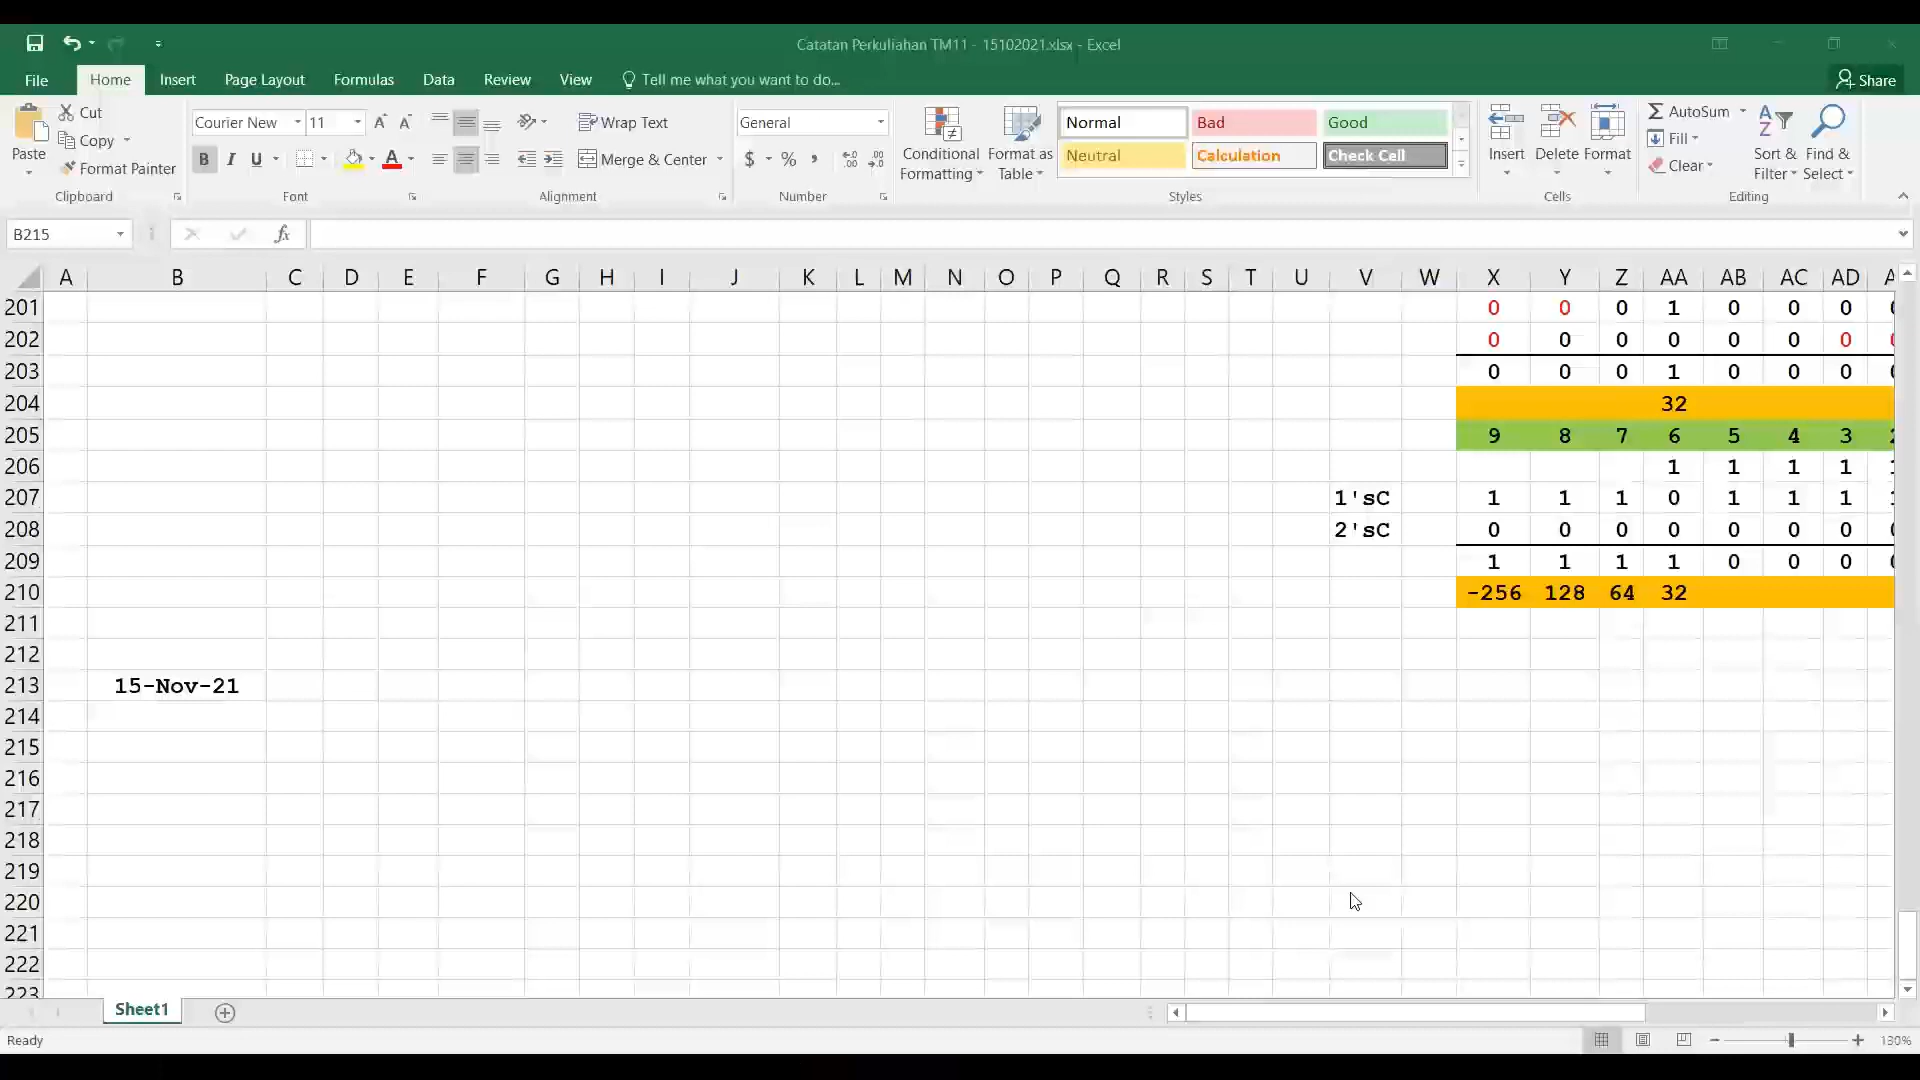 Catatan Perkuliahan TM11 - 15102021.xlsx - Excel
File Home Insert Page Layout Formulas Data Review View Tell me what you want to do... Share
Paste Cut Copy Format Painter
Clipboard
Courier New 11
B I U
Font
Wrap Text
Merge & Center
Alignment
General
$ % ,
Number
Conditional Formatting Format as Table
Normal Bad Good
Neutral Calculation Check Cell
Styles
Insert Delete Format
Cells
AutoSum
Fill
Clear
Sort & Filter Find & Select
Editing
B215 fx
A B C D E F G H I J K L M N O P Q R S T U V W X Y Z AA AB AC AD
201 0 0 0 1 0 0 0
202 0 0 0 0 0 0 0
203 0 0 0 1 0 0 0
204 32
205 9 8 7 6 5 4 3
206 1 1 1 1
207 1'sC 1 1 1 0 1 1 1
208 2'sC 0 0 0 0 0 0 0
209 1 1 1 1 0 0 0
210 -256 128 64 32
211
212
213 15-Nov-21
214
215
216
217
218
219
220
221
222
223
Sheet1
Ready 130%